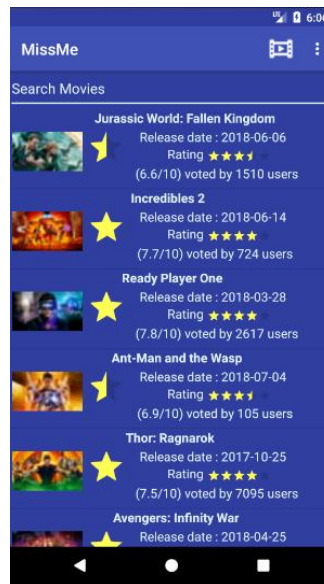 6:06
MissMe
Search Movies
Jurassic World: Fallen Kingdom
Release date : 2018-06-06
Rating
(6.6/10) voted by 1510 users
Incredibles 2
Release date : 2018-06-14
Rating
(7.7/10) voted by 724 users
Ready Player One
Release date : 2018-03-28
Rating
(7.8/10) voted by 2617 users
Ant-Man and the Wasp
Release date : 2018-07-04
Rating
(6.9/10) voted by 105 users
Thor: Ragnarok
Release date : 2017-10-25
Rating
(7.5/10) voted by 7095 users
Avengers: Infinity War
Release date : 2018-04-25